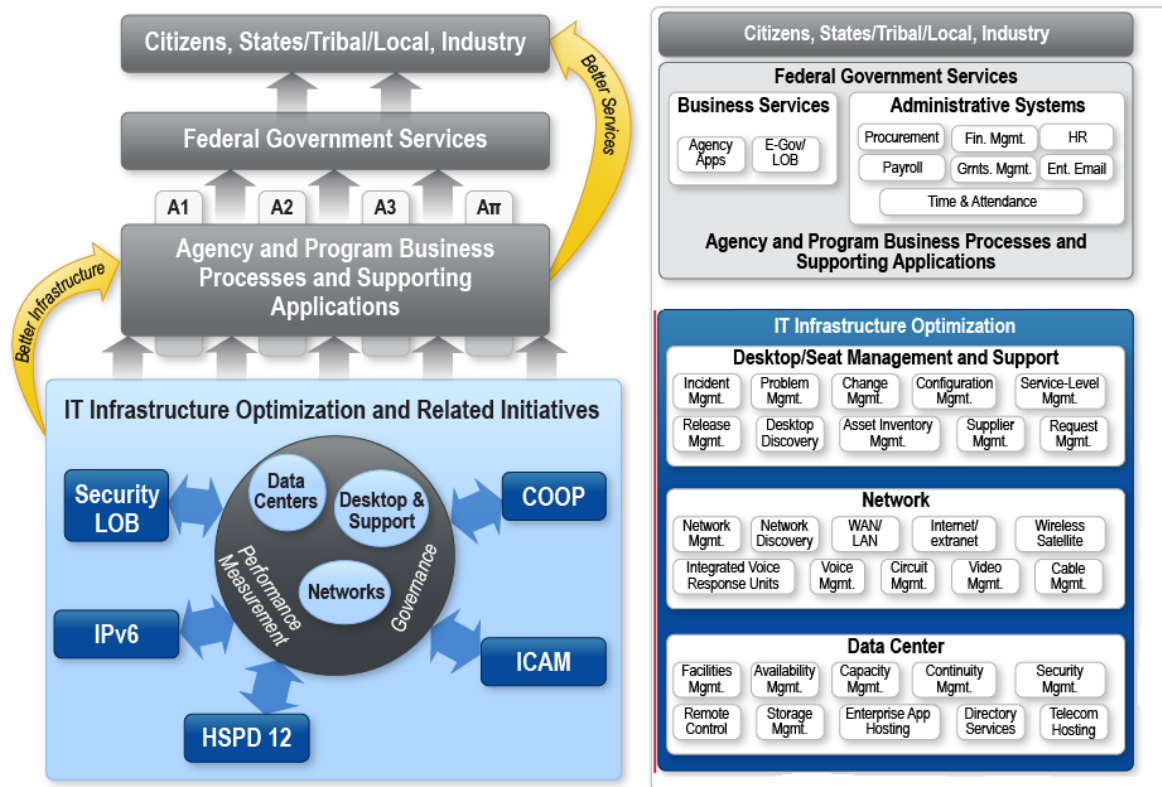 Citizens, States/Tribal/Local, Industry
Better Services
Federal Government Services
A1
A2
A3
Aπ
Agency and Program Business
Processes and Supporting
Applications
Better Infrastructure
IT Infrastructure Optimization and Related Initiatives
Data
Centers
Desktop &
Support
Networks
Performance
Measurement
Governance
Security
LOB
COOP
IPv6
ICAM
HSPD 12
Citizens, States/Tribal/Local, Industry
Federal Government Services
Business Services
Agency
Apps
E-Gov/
LOB
Administrative Systems
Procurement
Fin. Mgmt.
HR
Payroll
Grnts. Mgmt.
Ent. Email
Time & Attendance
Agency and Program Business Processes and
Supporting Applications
IT Infrastructure Optimization
Desktop/Seat Management and Support
Incident
Mgmt.
Problem
Mgmt.
Change
Mgmt.
Configuration
Mgmt.
Service-Level
Mgmt.
Release
Mgmt.
Desktop
Discovery
Asset Inventory
Mgmt.
Supplier
Mgmt.
Request
Mgmt.
Network
Network
Mgmt.
Network
Discovery
WAN/
LAN
Internet/
extranet
Wireless
Satellite
Integrated Voice
Response Units
Voice
Mgmt.
Circuit
Mgmt.
Video
Mgmt.
Cable
Mgmt.
Data Center
Facilities
Mgmt.
Availability
Mgmt.
Capacity
Mgmt.
Continuity
Mgmt.
Security
Mgmt.
Remote
Control
Storage
Mgmt.
Enterprise App
Hosting
Directory
Services
Telecom
Hosting